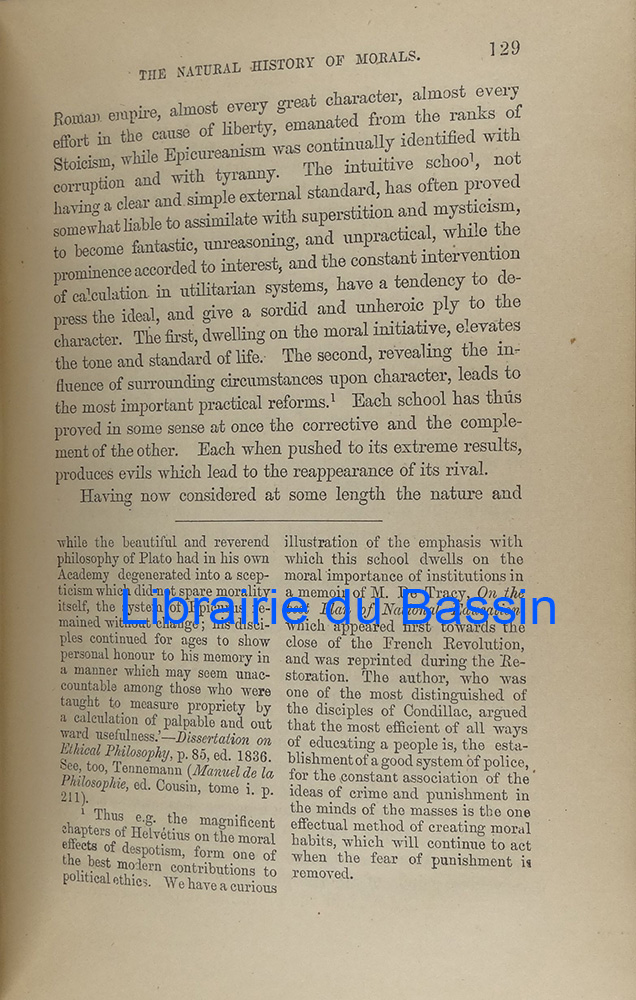 THE NATURAL HISTORY OF MORALS. 129
Roman empire, almost every great character, almost every
effort in the cause of liberty, emanated from the ranks of
Stoicism, while Epicureanism was continually identified with
corruption and with tyranny. The intuitive school, not
having a clear and simple external standard, has often proved
somewhat liable to assimilate with superstition and mysticism,
to become fantastic, unreasoning, and unpractical, while the
prominence accorded to interest, and the constant intervention
of calculation in utilitarian systems, have a tendency to de-
press the ideal, and give a sordid and unheroic ply to the
character. The first, dwelling on the moral initiative, elevates
the tone and standard of life. The second, revealing the in-
fluence of surrounding circumstances upon character, leads to
the most important practical reforms.¹ Each school has thus
proved in some sense at once the corrective and the comple-
ment of the other. Each when pushed to its extreme results,
produces evils which lead to the reappearance of its rival.
Having now considered at some length the nature and
while the beautiful and reverend
philosophy of Plato had in his own
Academy degenerated into a scep-
ticism which did not spare morality
itself, the system of Epicurus re-
mained without change; his disci-
ples continued for ages to show
personal honour to his memory in
a manner which may seem unac-
countable among those who were
taught to measure propriety by
a calculation of palpable and out
ward usefulness.'—Dissertation on
Ethical Philosophy, p. 85, ed. 1836.
See, too, Tennemann (Manuel de la
Philosophie, ed. Cousin, tome i. p.
211).
¹ Thus e.g. the magnificent
chapters of Helvétius on the moral
effects of despotism, form one of
the best modern contributions to
political ethics. We have a curious
illustration of the emphasis with
which this school dwells on the
moral importance of institutions in
a memoir of M. Tracy, On the
Plan of National Education
which appeared first towards the
close of the French Revolution,
and was reprinted during the Re-
storation. The author, who was
one of the most distinguished of
the disciples of Condillac, argued
that the most efficient of all ways
of educating a people is, the esta-
blishment of a good system of police,
for the constant association of the
ideas of crime and punishment in
the minds of the masses is the one
effectual method of creating moral
habits, which will continue to act
when the fear of punishment is
removed.
Librairie du Bassin